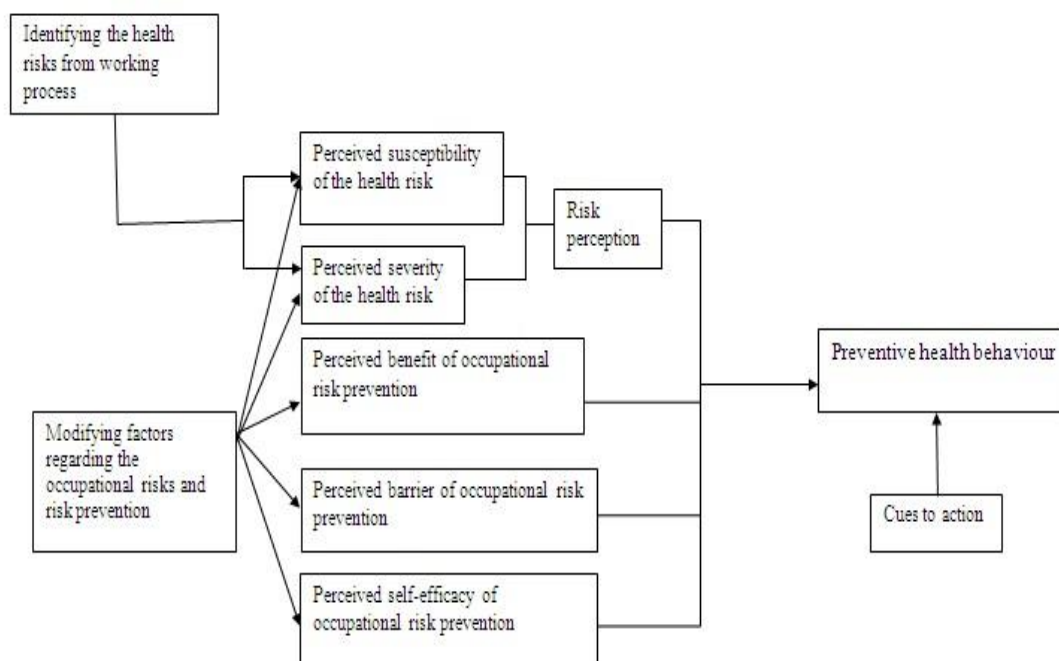 Identifying the health
risks from working
process
Perceived susceptibility
of the health risk
Risk
perception
Perceived severity
of the health risk
Preventive health behaviour
Perceived benefit of occupational
risk prevention
Modifying factors
regarding the
occupational risks and
risk prevention
Perceived barrier of occupational risk
prevention
Cues to action
Perceived self-efficacy of
occupational risk prevention